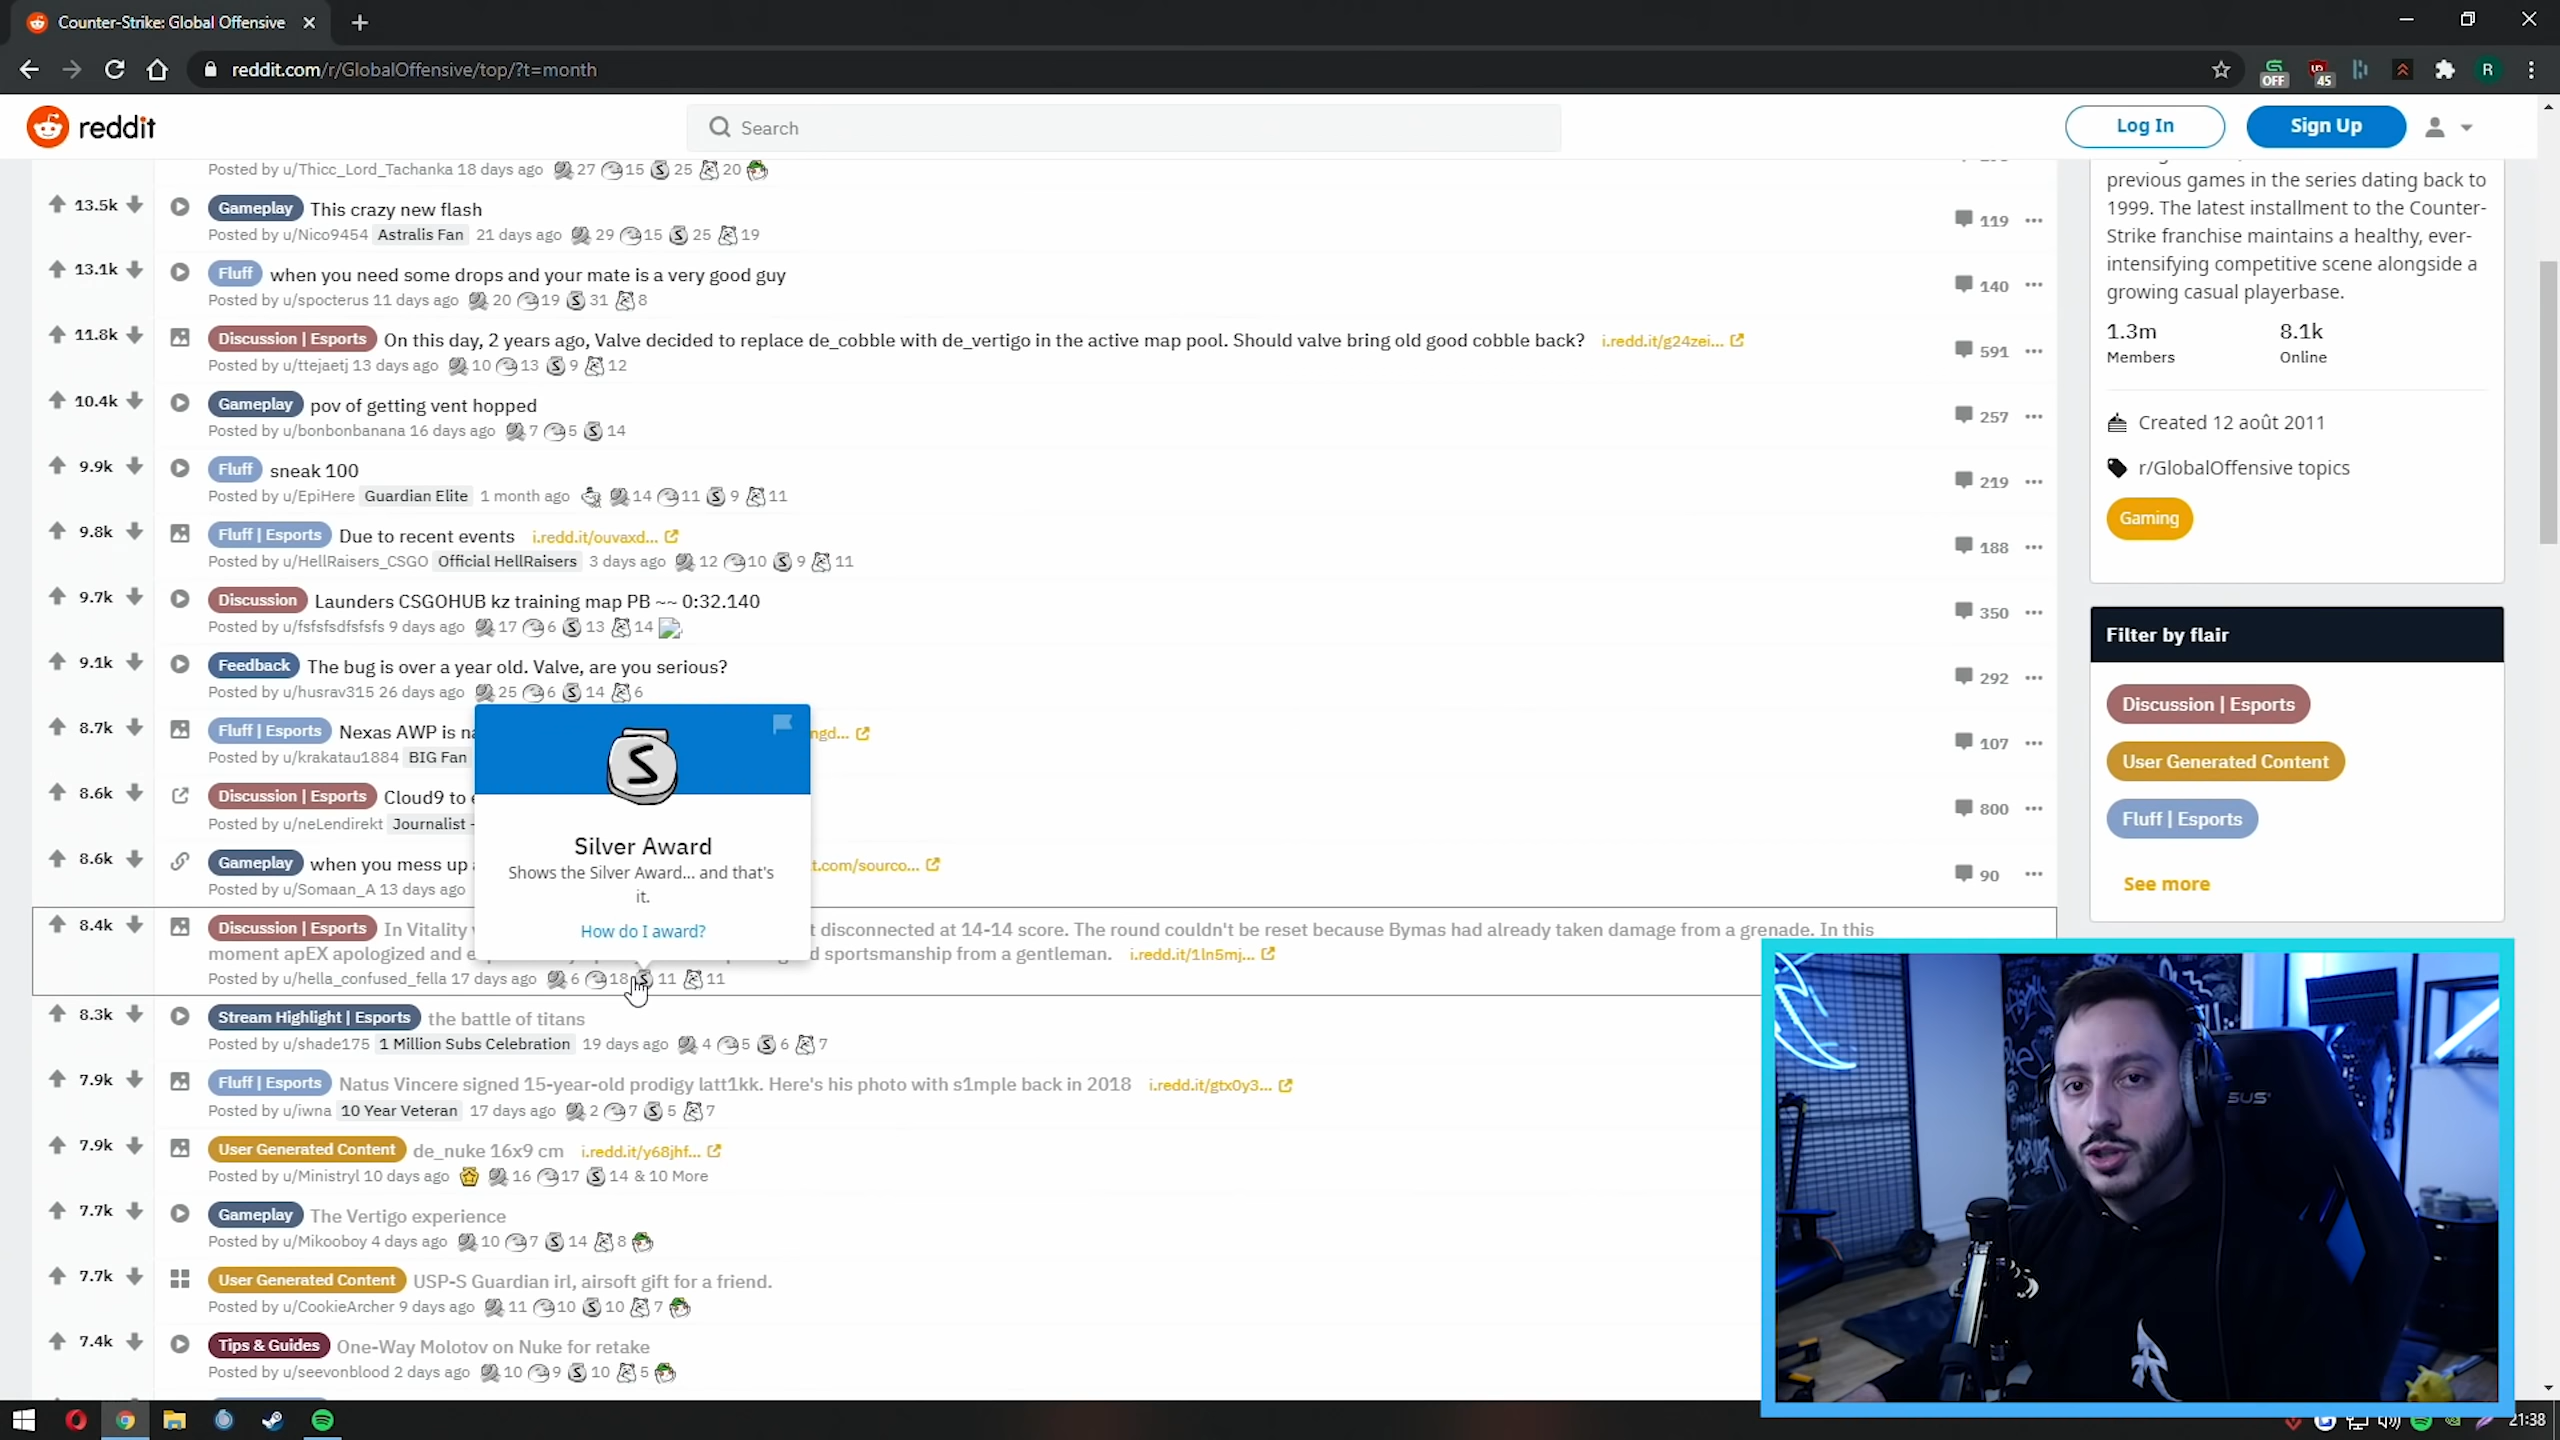 Counter-Strike: Global Offensive
reddit.com/r/GlobalOffensive/top/?t=month
OFF
45
R
reddit
Search
Log In
Sign Up
Posted by u/Thicc_Lord_Tachanka 18 days ago 27 15 25 20
13.5k Gameplay This crazy new flash 119
Posted by u/Nico9454 Astralis Fan 21 days ago 29 15 25 19
13.1k Fluff when you need some drops and your mate is a very good guy 140
Posted by u/spocterus 11 days ago 20 19 31 8
11.8k Discussion | Esports On this day, 2 years ago, Valve decided to replace de_cobble with de_vertigo in the active map pool. Should valve bring old good cobble back? i.redd.it/g24zei... 591
Posted by u/ttejaetj 13 days ago 10 13 9 12
10.4k Gameplay pov of getting vent hopped 257
Posted by u/bonbonbanana 16 days ago 7 5 14
9.9k Fluff sneak 100 219
Posted by u/EpiHere Guardian Elite 1 month ago 14 11 9 11
9.8k Fluff | Esports Due to recent events i.redd.it/ouvaxd... 188
Posted by u/HellRaisers_CSGO Official HellRaisers 3 days ago 12 10 9 11
9.7k Discussion Launders CSGOHUB kz training map PB ~~ 0:32.140 350
Posted by u/fsfsfsdfsfsfs 9 days ago 17 6 13 14
9.1k Feedback The bug is over a year old. Valve, are you serious? 292
Posted by u/husrav315 26 days ago 25 6 14 6
8.7k Fluff | Esports Nexas AWP is na ngd... 107
Posted by u/krakatau1884 BIG Fan
8.6k Discussion | Esports Cloud9 to 800
Posted by u/neLendirekt Journalist -
8.6k Gameplay when you mess up t.com/sourco... 90
Posted by u/Somaan_A 13 days ago
S
Silver Award
Shows the Silver Award... and that's
it.
How do I award?
8.4k Discussion | Esports In Vitality disconnected at 14-14 score. The round couldn't be reset because Bymas had already taken damage from a grenade. In this
moment apEX apologized and sportsmanship from a gentleman. i.redd.it/1ln5mj...
Posted by u/hella_confused_fella 17 days ago 6 18 11 11
8.3k Stream Highlight | Esports the battle of titans
Posted by u/shade175 1 Million Subs Celebration 19 days ago 4 5 6 7
7.9k Fluff | Esports Natus Vincere signed 15-year-old prodigy latt1kk. Here's his photo with s1mple back in 2018 i.redd.it/gtx0y3...
Posted by u/iwna 10 Year Veteran 17 days ago 2 7 5 7
7.9k User Generated Content de_nuke 16x9 cm i.redd.it/y68jhf...
Posted by u/Ministryl 10 days ago 16 17 14 & 10 More
7.7k Gameplay The Vertigo experience
Posted by u/Mikooboy 4 days ago 10 7 14 8
7.7k User Generated Content USP-S Guardian irl, airsoft gift for a friend.
Posted by u/CookieArcher 9 days ago 11 10 10 7
7.4k Tips & Guides One-Way Molotov on Nuke for retake
Posted by u/seevonblood 2 days ago 10 9 10 5
previous games in the series dating back to
1999. The latest installment to the Counter-
Strike franchise maintains a healthy, ever-
intensifying competitive scene alongside a
growing casual playerbase.
1.3m 8.1k
Members Online
Created 12 août 2011
r/GlobalOffensive topics
Gaming
Filter by flair
Discussion | Esports
User Generated Content
Fluff | Esports
See more
SUS
21:38